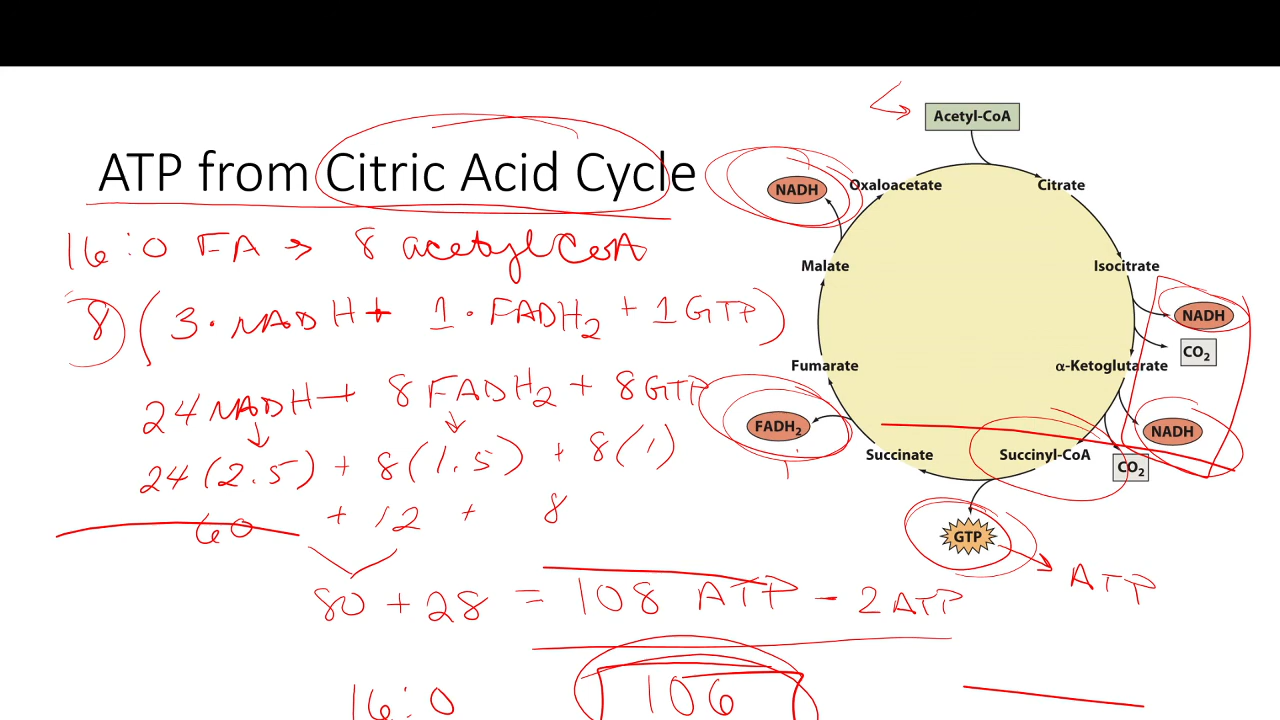 ATP from Citric Acid Cycle
16:0 FA → 8 acetyl CoA
8 ( 3 · NADH + 1 · FADH₂ + 1 GTP )
24 NADH + 8 FADH₂ + 8 GTP
24 (2.5) + 8 (1.5) + 8 (1)
60 + 12 + 8
80 + 28 = 108 ATP - 2 ATP
16:0 106
Acetyl-CoA
NADH
Oxaloacetate
Citrate
Malate
Isocitrate
NADH
CO₂
Fumarate
α-Ketoglutarate
FADH₂
NADH
Succinate
Succinyl-CoA
CO₂
GTP
ATP